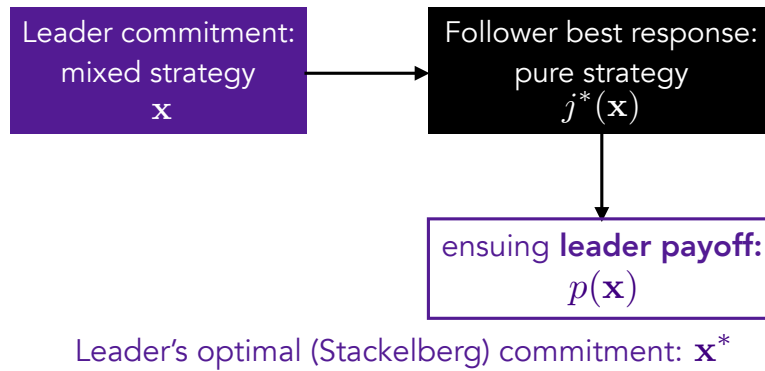 Leader commitment:
mixed strategy
x
Follower best response:
pure strategy
j*(x)
ensuing leader payoff:
p(x)
Leader's optimal (Stackelberg) commitment: x*